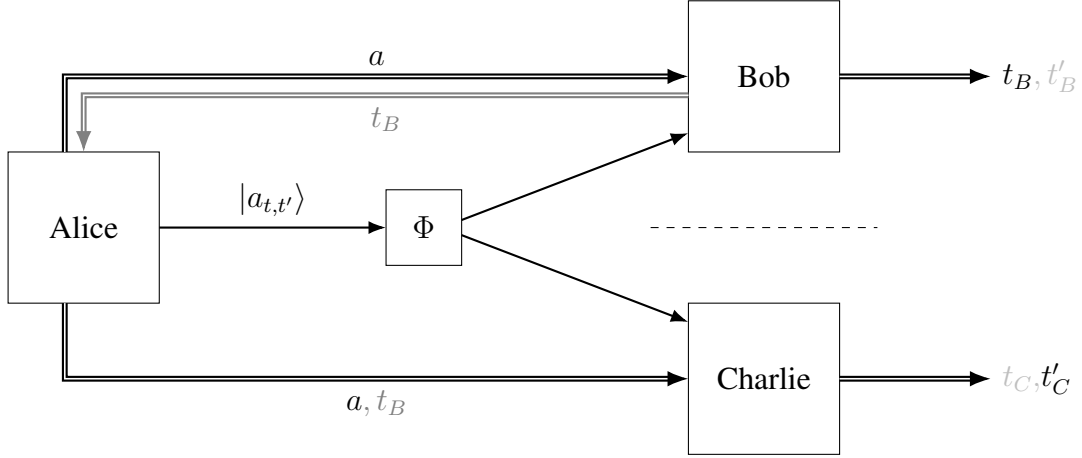 a
Bob
t_B, t'_B
t_B
Alice
|a_{t,t'}⟩
Φ
Charlie
t_C, t'_C
a, t_B